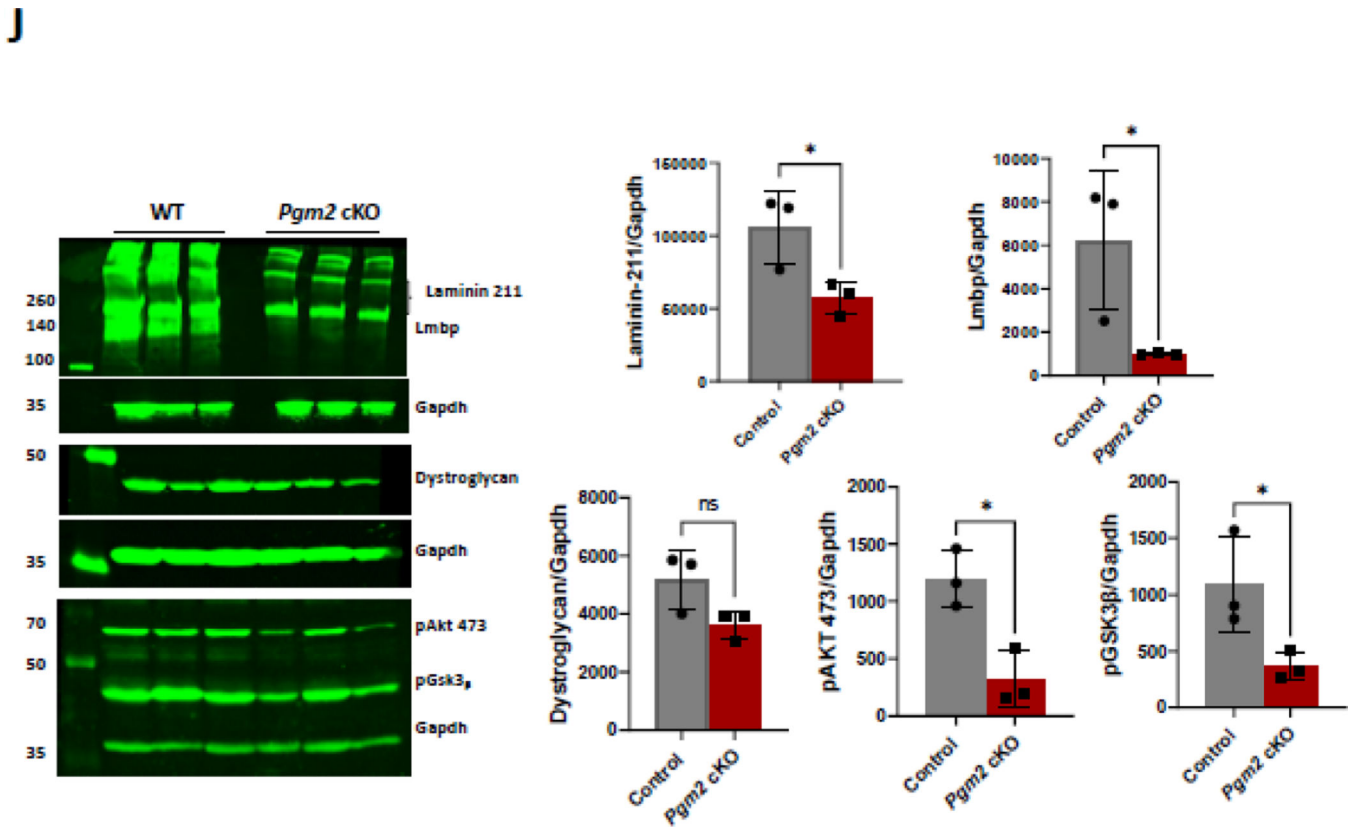 J
WT Pgm2 cKO
260
140
100
Laminin 211
Lmbp
35
Gapdh
50
Dystroglycan
35
Gapdh
70
50
35
pAkt 473
pGsk3β
Gapdh
Laminin-211/Gapdh
150000
100000
50000
0
*
Control
Pgm2 cKO
Lmbp/Gapdh
10000
8000
6000
4000
2000
0
*
Control
Pgm2 cKO
Dystroglycan/Gapdh
8000
6000
4000
2000
0
ns
Control
Pgm2 cKO
pAKT 473/Gapdh
2000
1500
1000
500
0
*
Control
Pgm2 cKO
pGSK3β/Gapdh
2000
1500
1000
500
0
*
Control
Pgm2 cKO